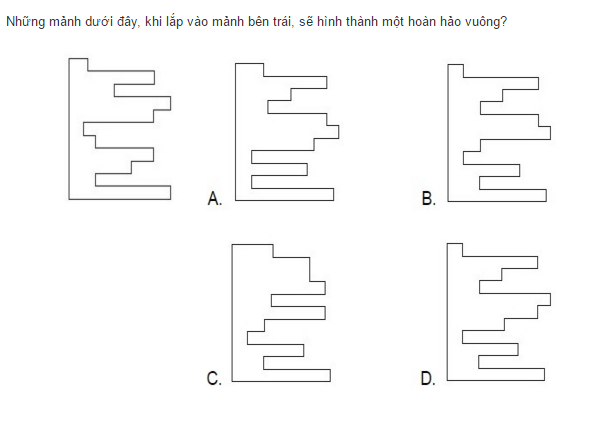 Những mảnh dưới đây, khi lắp vào mảnh bên trái, sẽ hình thành một hoàn hảo vuông?
A.
B.
C.
D.